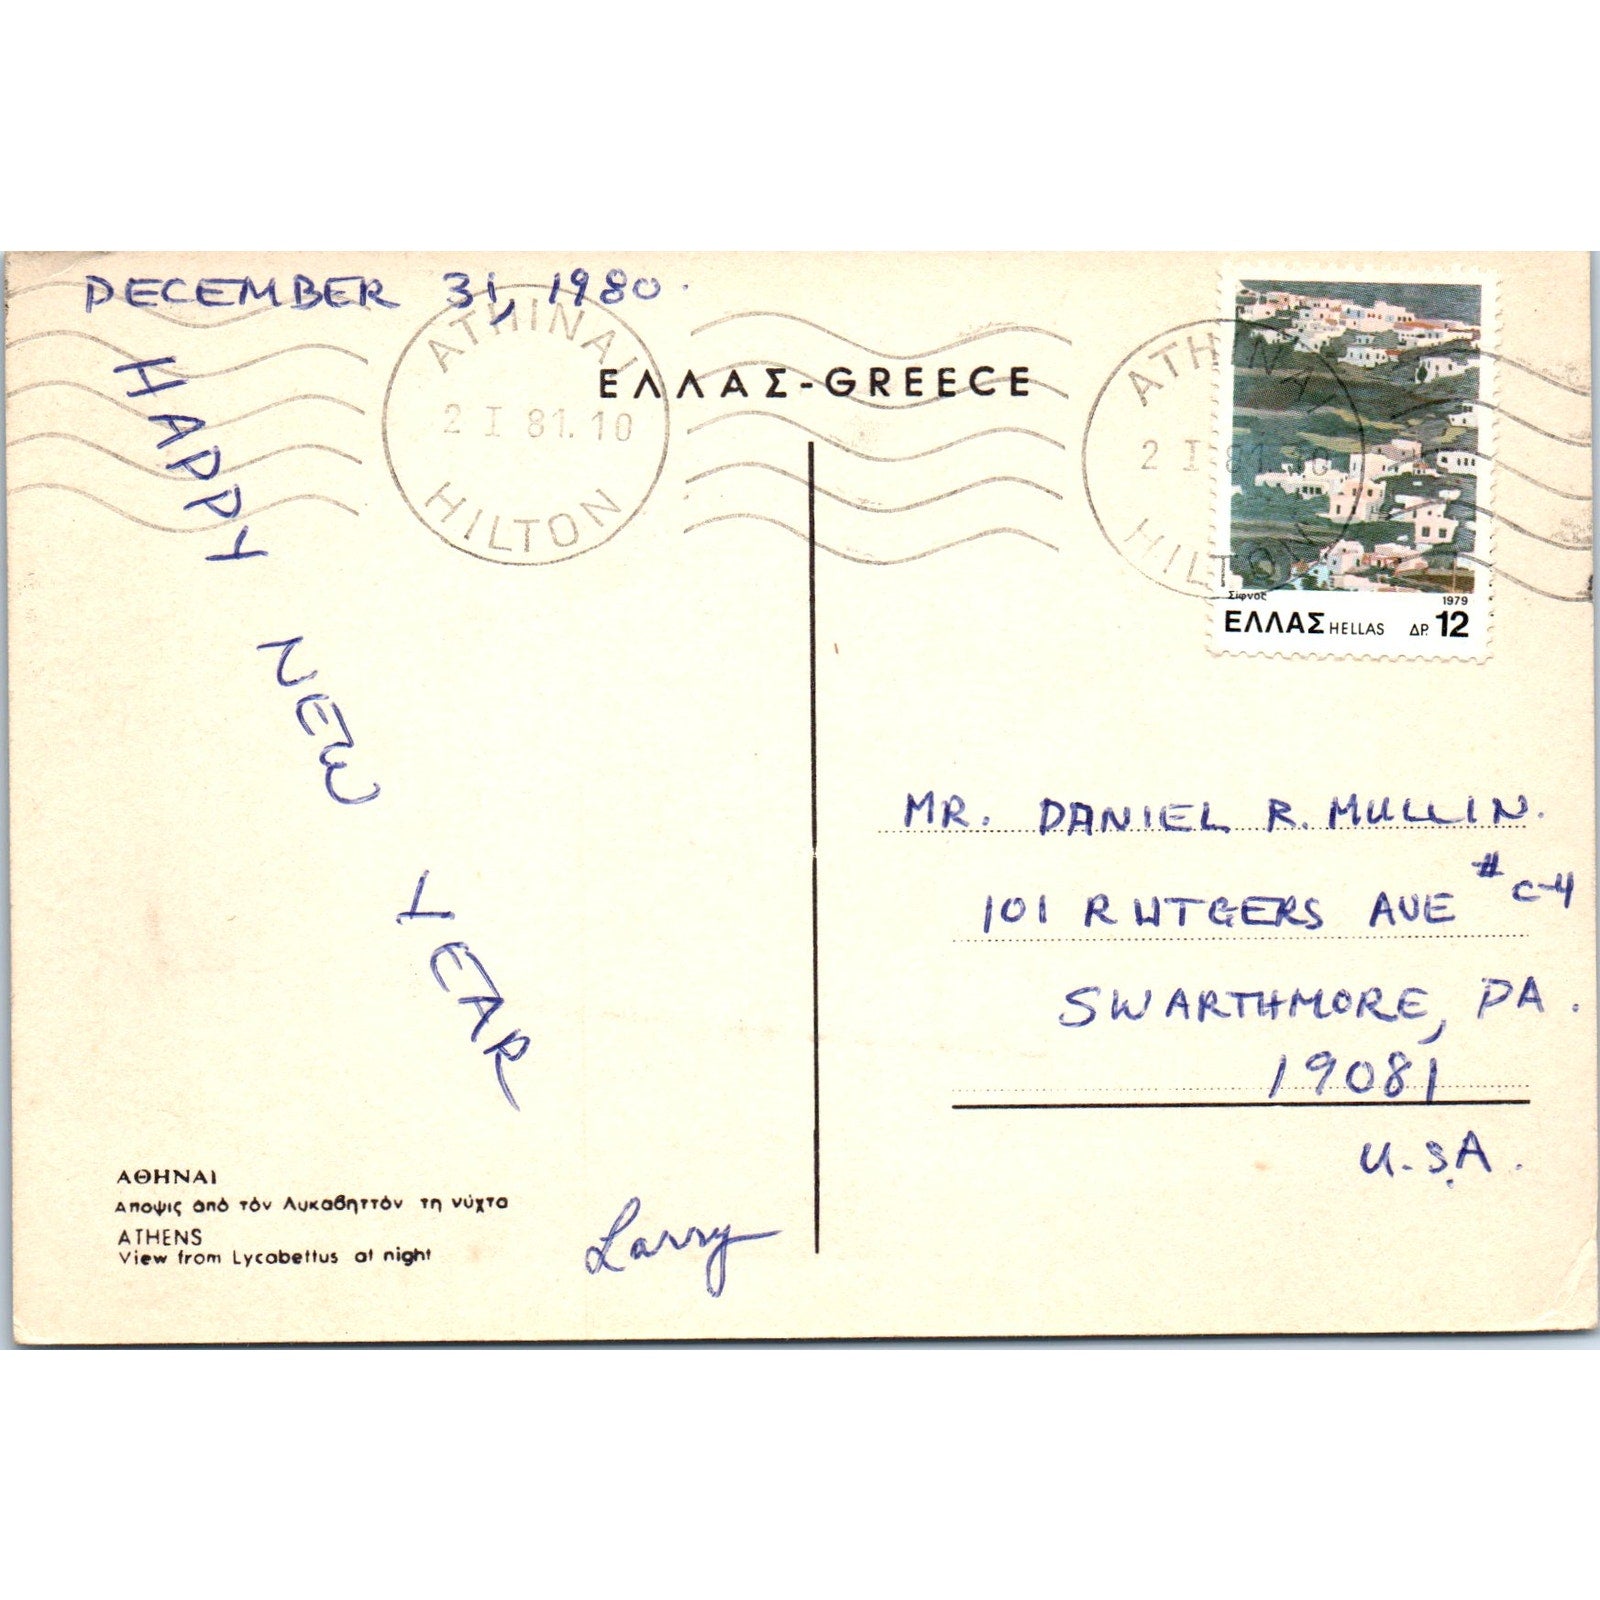 DECEMBER 31, 1980.
HAPPY
NEW
YEAR
Larry
ΑΘΗΝΑΙ
Αποψις από τόν Λυκαβηττόν τη νύχτα
ATHENS
View from Lycabettus at night
ΕΛΛΑΣ-GREECE
ATHINAI
2 I 81.10
HILTON
ATHINAI
2 I 81.10
HILTON
Σίφνος 1979
ΕΛΛΑΣ HELLAS ΔΡ. 12
MR. DANIEL R. MULLIN.
101 RUTGERS AVE # C-4
SWARTHMORE, PA.
19081
U.S.A.